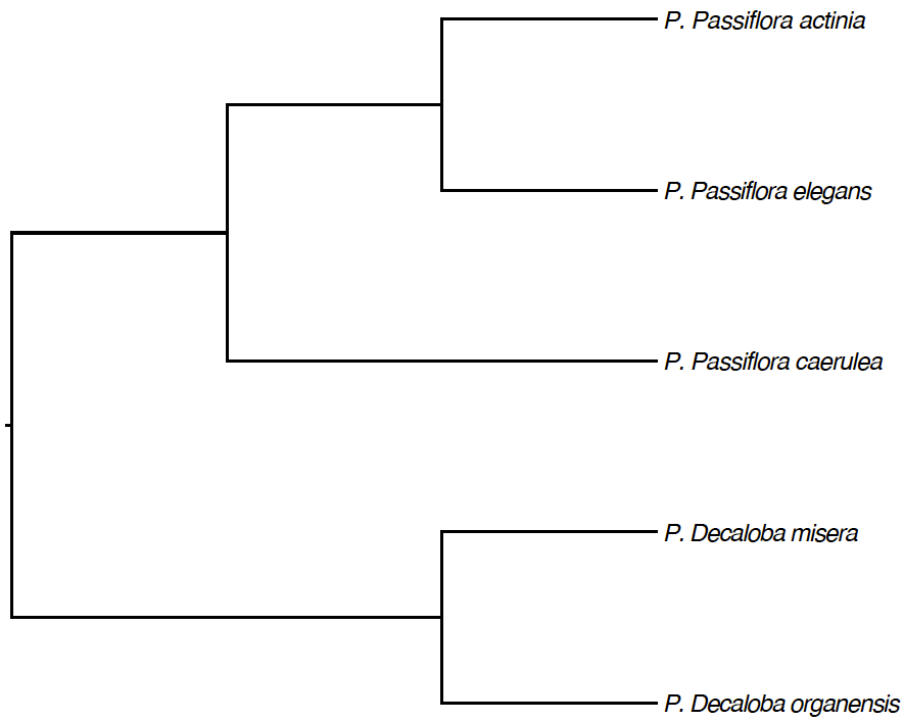 P. Passiflora actinia
P. Passiflora elegans
P. Passiflora caerulea
P. Decaloba misera
P. Decaloba organensis